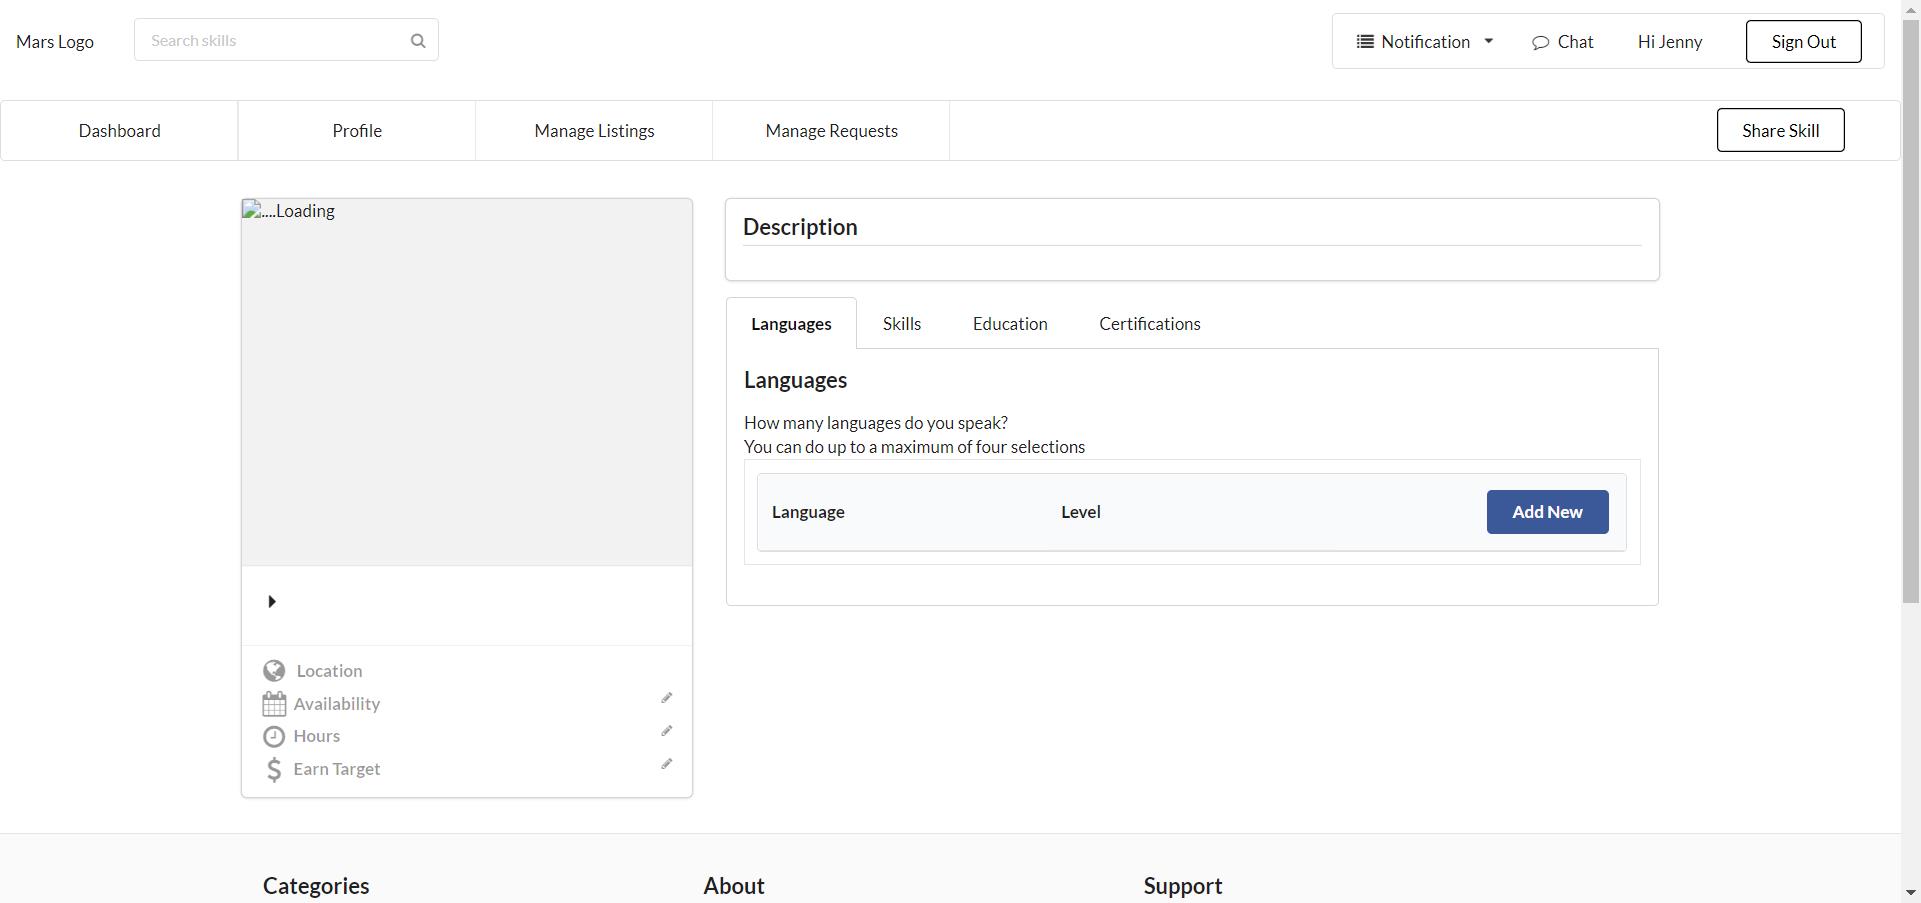 Mars Logo
Search skills
Notification
Chat
Hi Jenny
Sign Out
Dashboard
Profile
Manage Listings
Manage Requests
Share Skill
....Loading
Location
Availability
Hours
Earn Target
Description
Languages
Skills
Education
Certifications
Languages
How many languages do you speak?
You can do up to a maximum of four selections
Language
Level
Add New
Categories
About
Support